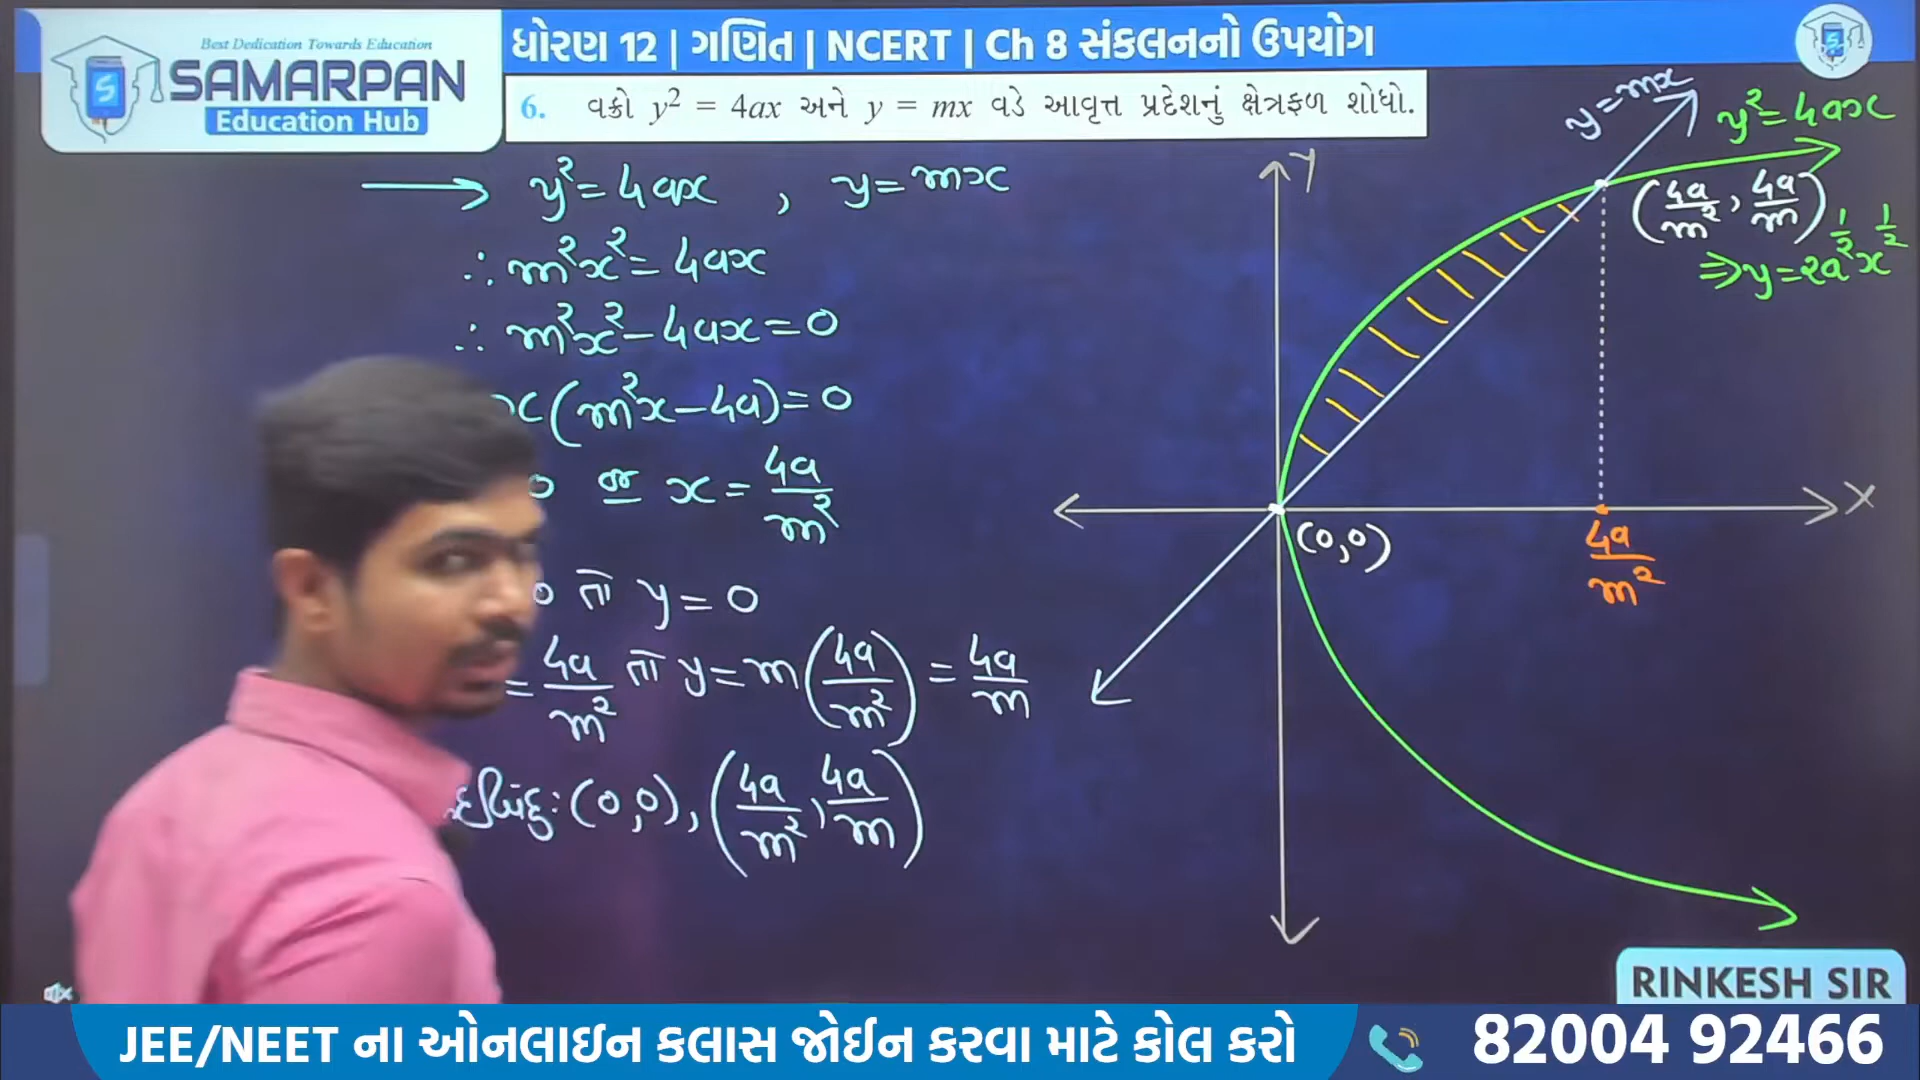 Best Dedication Towards Education
SAMARPAN
Education Hub
ધોરણ 12 | ગણિત | NCERT | Ch 8 સંકલનનો ઉપયોગ
6. વક્રો y² = 4ax અને y = mx વડે આવૃત્ત પ્રદેશનું ક્ષેત્રફળ શોધો.
→ y² = 4ax , y = mx
∴ m²x² = 4ax
∴ m²x² − 4ax = 0
x(m²x − 4a) = 0
0 or x = 4a/m²
0 તો y = 0
= 4a/m² તો y = m(4a/m²) = 4a/m
(0,0), (4a/m², 4a/m)
y = mx
y² = 4ax
Y
(4a/m², 4a/m)
⇒ y = 2a^(1/2) x^(1/2)
X
(0,0)
4a/m²
RINKESH SIR
JEE/NEET ના ઓનલાઇન કલાસ જોઈન કરવા માટે કોલ કરો
82004 92466